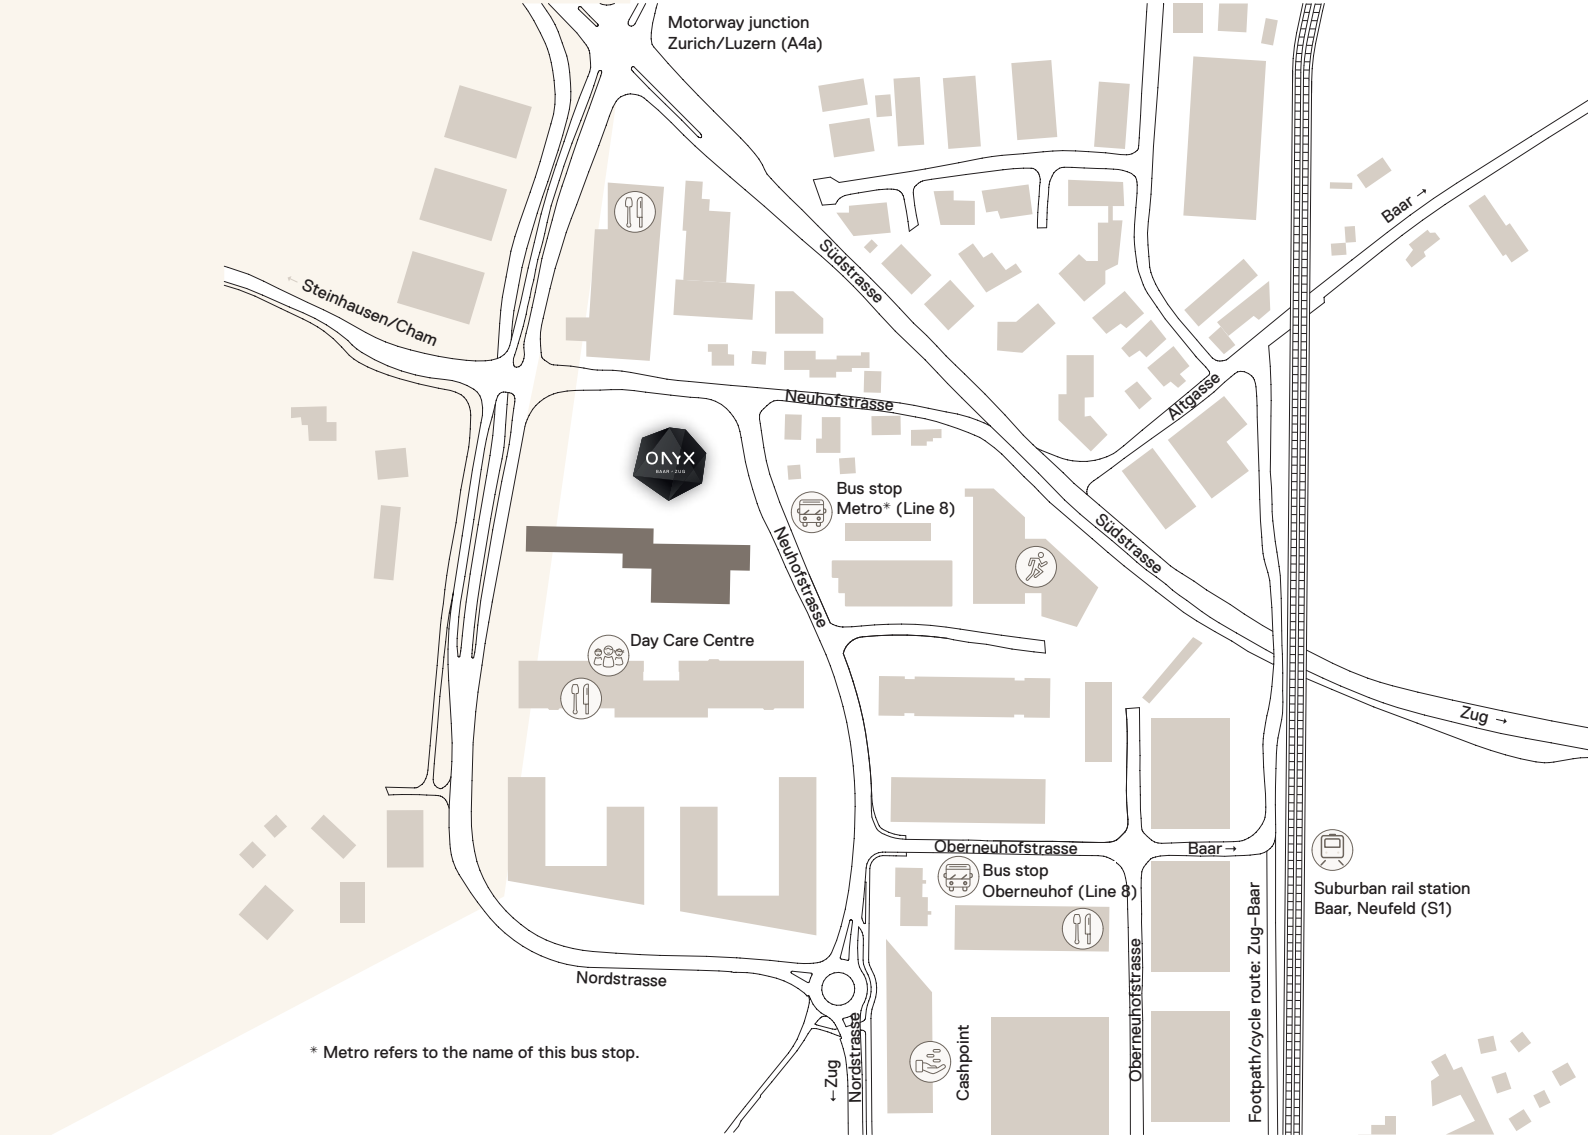 Motorway junction
Zurich/Luzern (A4a)
Baar →
Südstrasse
← Steinhausen/Cham
Neuhofstrasse
Altgasse
ONYX
BAAR - ZUG
Bus stop
Metro* (Line 8)
Südstrasse
Neuhofstrasse
Day Care Centre
Zug →
Oberneuhofstrasse
Baar →
Bus stop
Oberneuhof (Line 8)
Suburban rail station
Baar, Neufeld (S1)
Nordstrasse
Oberneuhofstrasse
Footpath/cycle route: Zug–Baar
* Metro refers to the name of this bus stop.
← Zug
Nordstrasse
Cashpoint